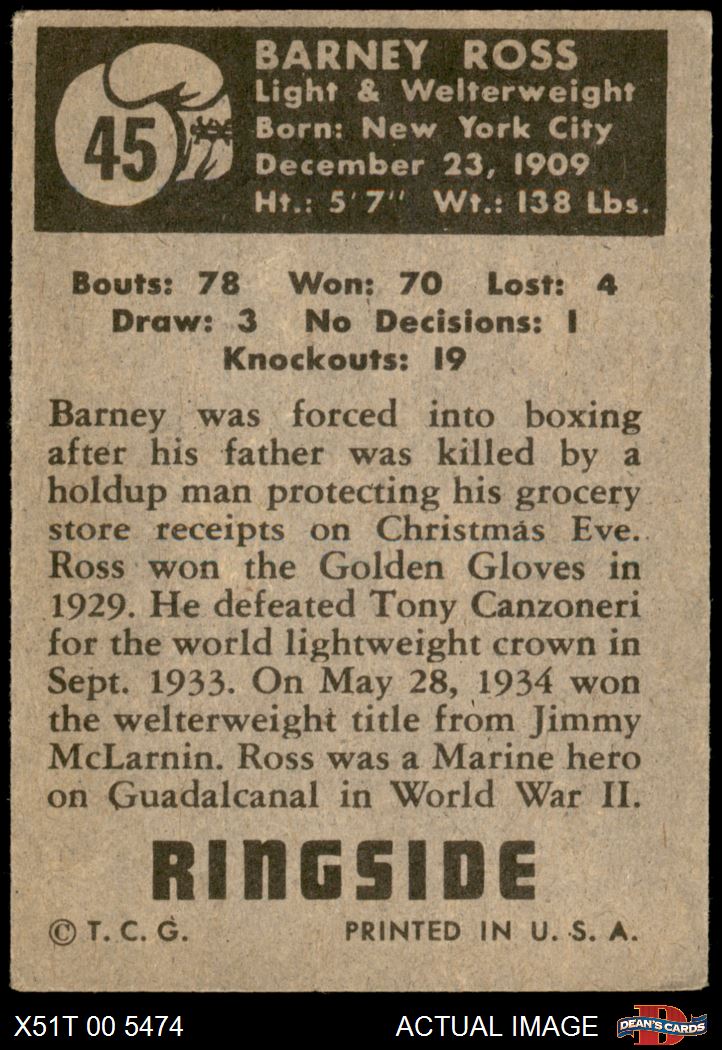 45
BARNEY ROSS
Light & Welterweight
Born: New York City
December 23, 1909
Ht.: 5'7" Wt.: 138 Lbs.
Bouts: 78 Won: 70 Lost: 4
Draw: 3 No Decisions: 1
Knockouts: 19
Barney was forced into boxing
after his father was killed by a
holdup man protecting his grocery
store receipts on Christmas Eve.
Ross won the Golden Gloves in
1929. He defeated Tony Canzoneri
for the world lightweight crown in
Sept. 1933. On May 28, 1934 won
the welterweight title from Jimmy
McLarnin. Ross was a Marine hero
on Guadalcanal in World War II.
RINGSIDE
© T. C. G. PRINTED IN U. S. A.
X51T 00 5474 ACTUAL IMAGE D DEAN'S CARDS